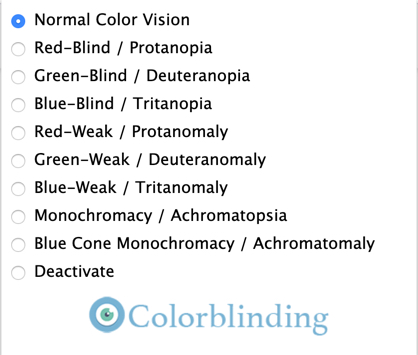 Normal Color Vision
Red-Blind / Protanopia
Green-Blind / Deuteranopia
Blue-Blind / Tritanopia
Red-Weak / Protanomaly
Green-Weak / Deuteranomaly
Blue-Weak / Tritanomaly
Monochromacy / Achromatopsia
Blue Cone Monochromacy / Achromatomaly
Deactivate
Colorblinding